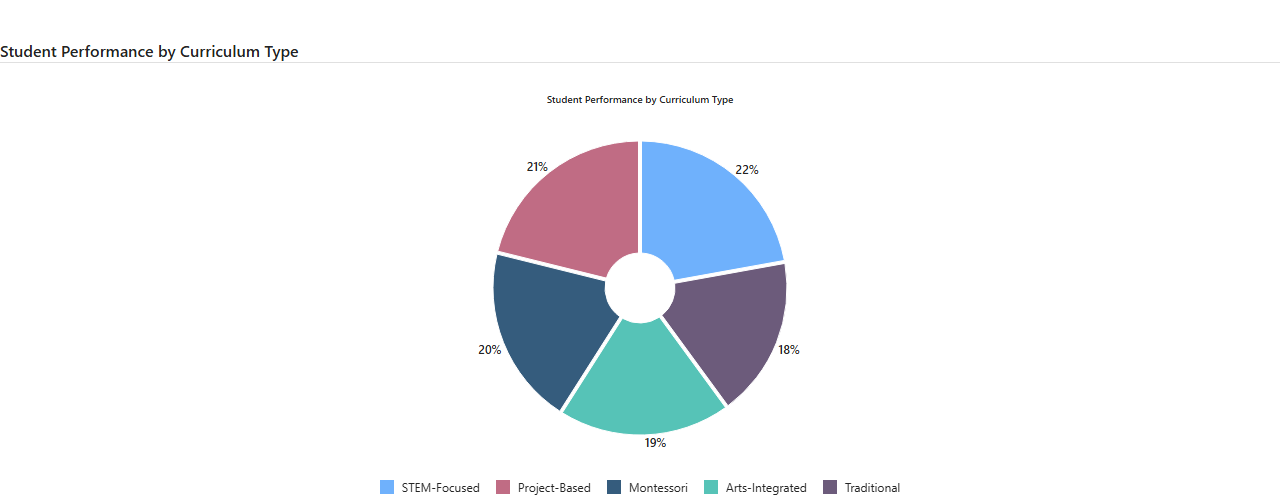 Student Performance by Curriculum Type
Student Performance by Curriculum Type
21%
22%
20%
18%
19%
STEM-Focused Project-Based Montessori Arts-Integrated Traditional